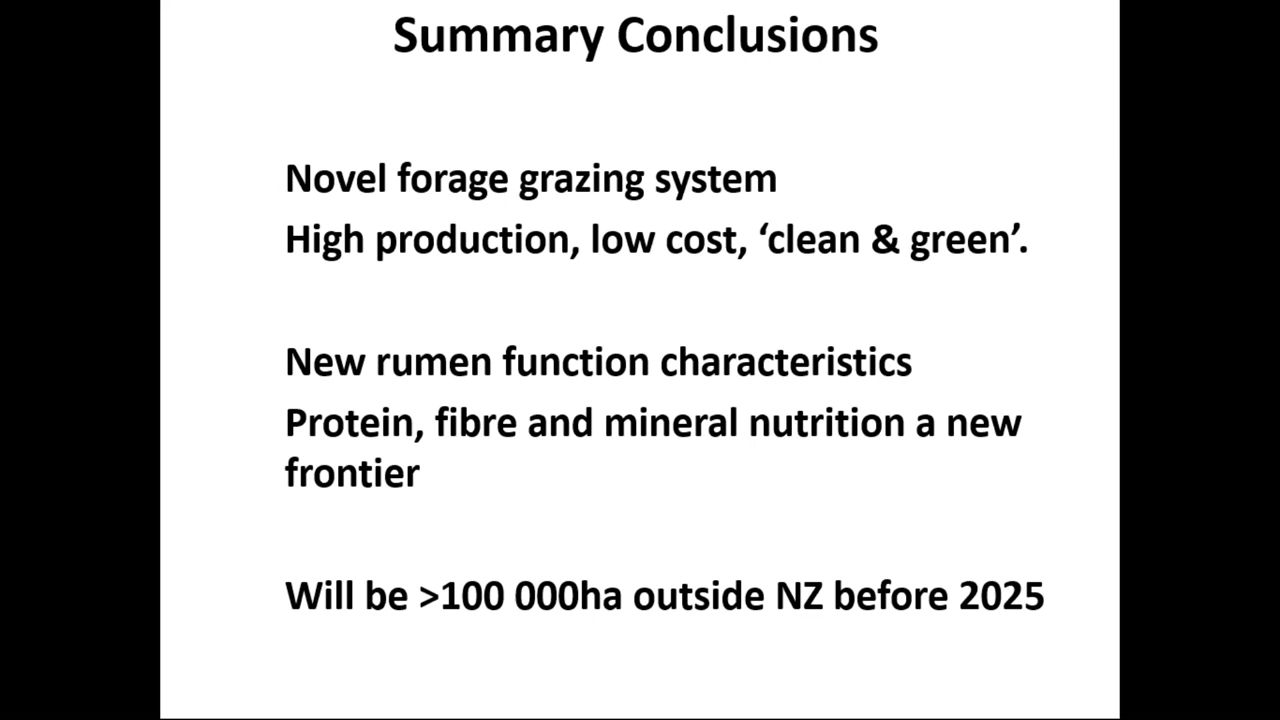 Summary Conclusions
Novel forage grazing system
High production, low cost, ‘clean & green’.
New rumen function characteristics
Protein, fibre and mineral nutrition a new
frontier
Will be >100 000ha outside NZ before 2025